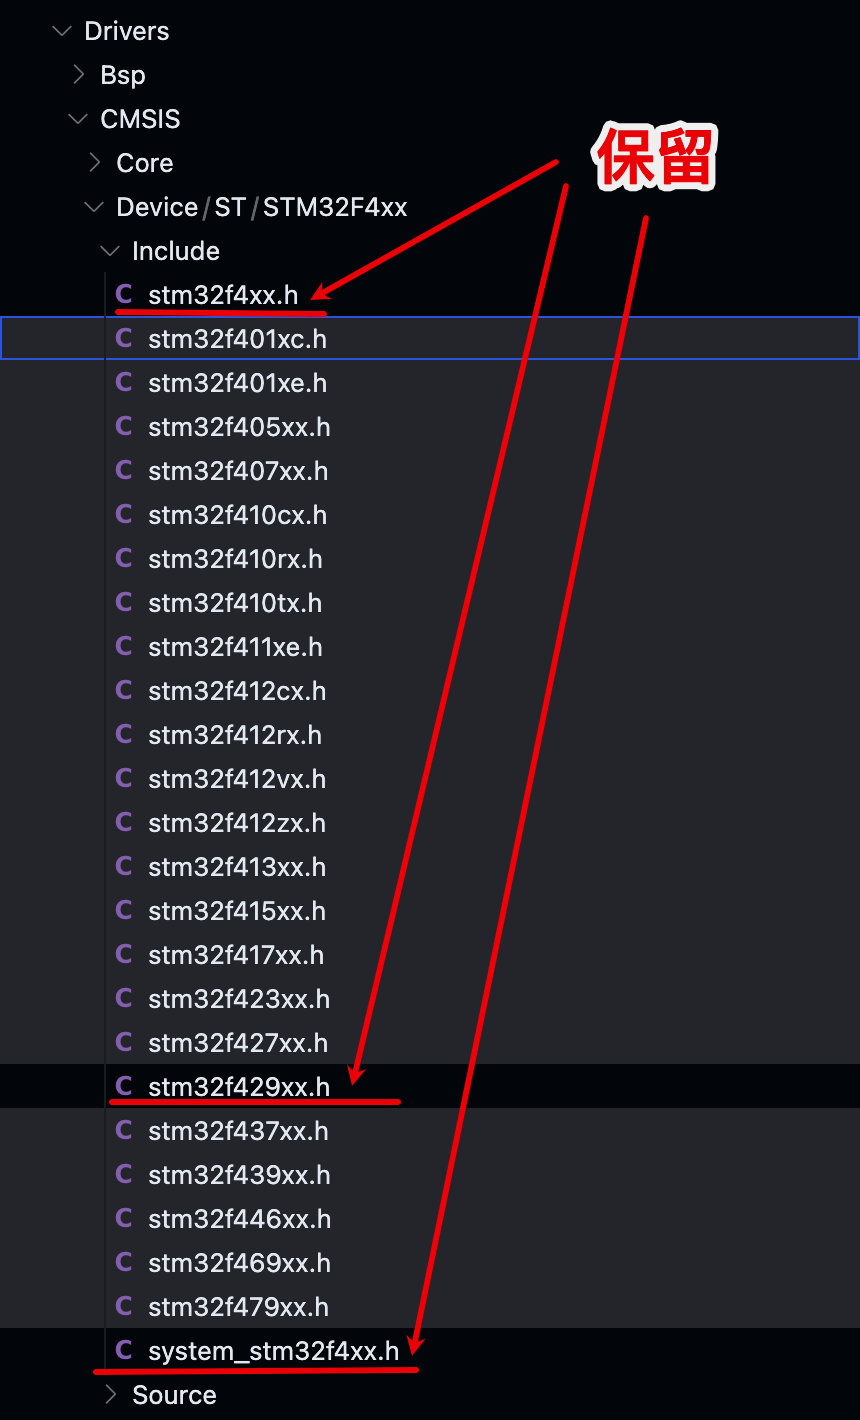 Drivers
Bsp
CMSIS
保留
Core
Device/ST/STM32F4xx
Include
C stm32f4xx.h
C stm32f401xc.h
C stm32f401xe.h
C stm32f405xx.h
C stm32f407xx.h
C stm32f410cx.h
C stm32f410rx.h
C stm32f410tx.h
C stm32f411xe.h
C stm32f412cx.h
C stm32f412rx.h
C stm32f412vx.h
C stm32f412zx.h
C stm32f413xx.h
C stm32f415xx.h
C stm32f417xx.h
C stm32f423xx.h
C stm32f427xx.h
C stm32f429xx.h
C stm32f437xx.h
C stm32f439xx.h
C stm32f446xx.h
C stm32f469xx.h
C stm32f479xx.h
C system_stm32f4xx.h
Source